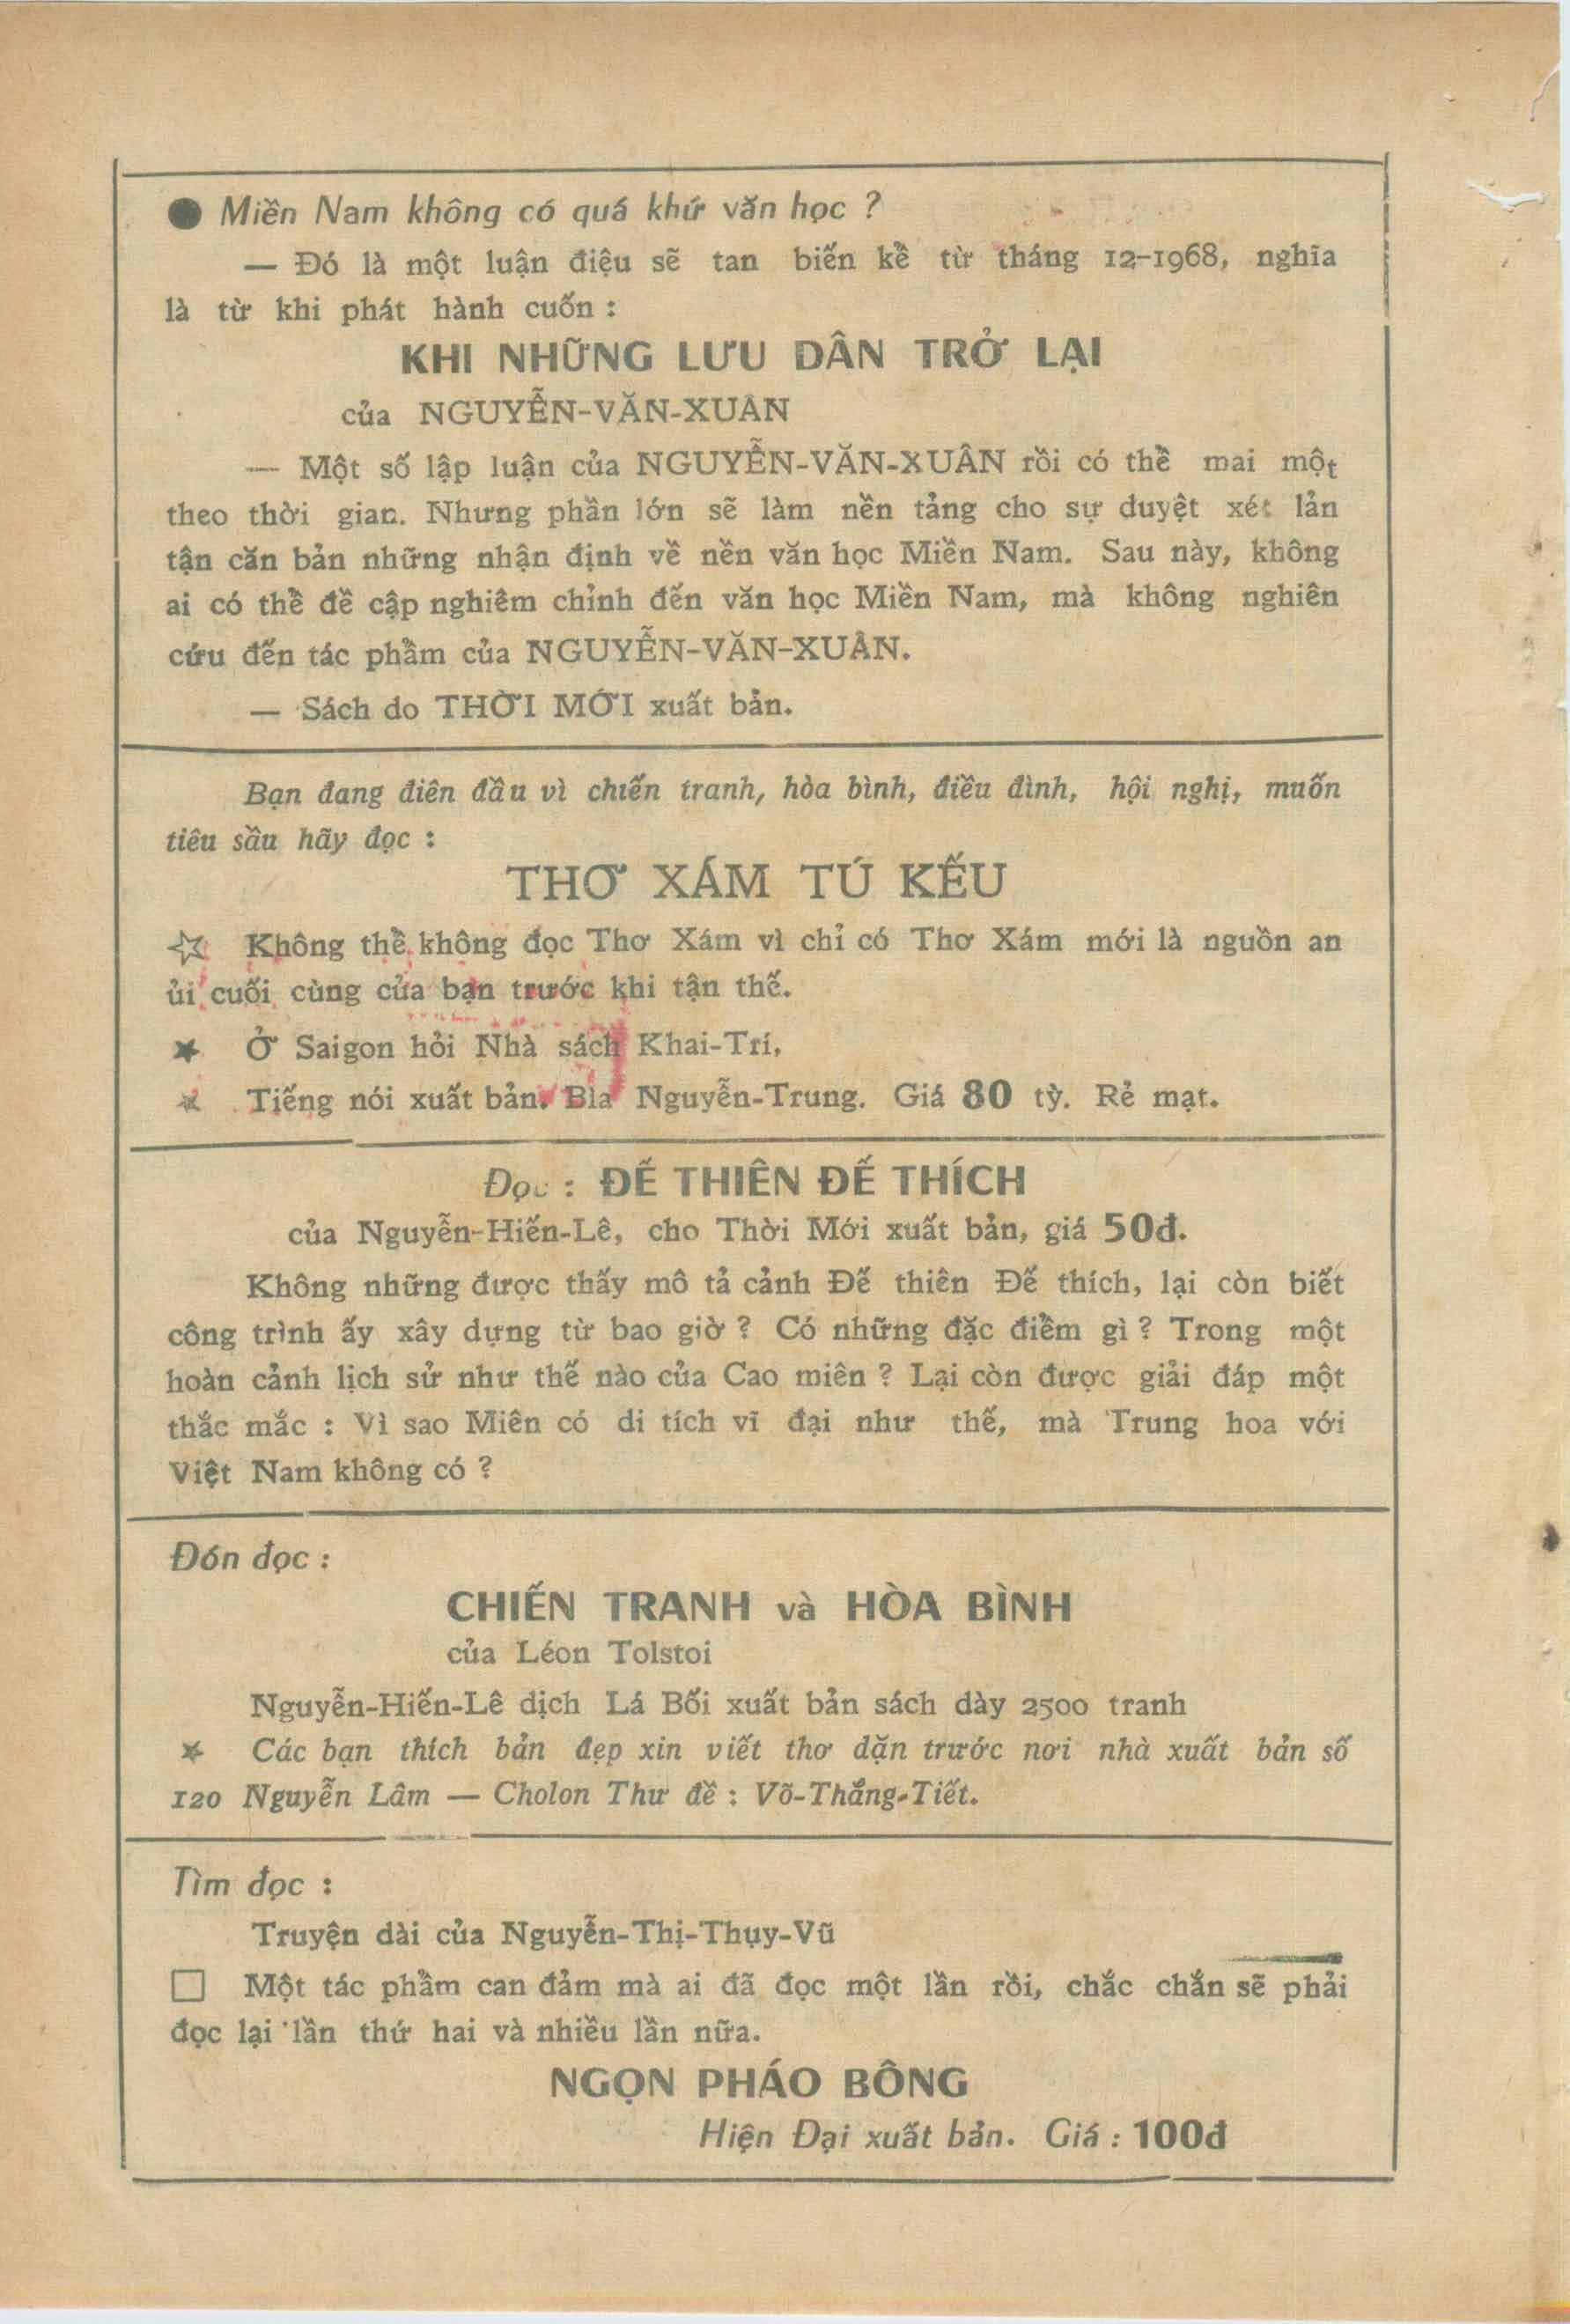 ● Miền Nam không có quá khứ văn học ?
— Đó là một luận điệu sẽ tan biến kể từ tháng 12-1968, nghĩa
là từ khi phát hành cuốn :
KHI NHỮNG LƯU DÂN TRỞ LẠI
của NGUYỄN-VĂN-XUÂN
— Một số lập luận của NGUYỄN-VĂN-XUÂN rồi có thể mai một
theo thời gian. Nhưng phần lớn sẽ làm nền tảng cho sự duyệt xét lản
tận căn bản những nhận định về nền văn học Miền Nam. Sau này, không
ai có thể đề cập nghiêm chỉnh đến văn học Miền Nam, mà không nghiên
cứu đến tác phẩm của NGUYỄN-VĂN-XUÂN.
— Sách do THỜI MỚI xuất bản.
Bạn đang điên đầu vì chiến tranh, hòa bình, điều đình, hội nghị, muốn
tiêu sầu hãy đọc :
THƠ XÁM TÚ KẾU
☆ Không thể không đọc Thơ Xám vì chỉ có Thơ Xám mới là nguồn an
ủi cuối cùng của bạn trước khi tận thế.
★ Ở Saigon hỏi Nhà sách Khai-Trí,
★ Tiếng nói xuất bản. Bìa Nguyễn-Trung. Giá 80 tỳ. Rẻ mạt.
Đọc : ĐẾ THIÊN ĐẾ THÍCH
của Nguyễn-Hiến-Lê, cho Thời Mới xuất bản, giá 50đ.
Không những được thấy mô tả cảnh Đế thiên Đế thích, lại còn biết
công trình ấy xây dựng từ bao giờ ? Có những đặc điểm gì ? Trong một
hoàn cảnh lịch sử như thế nào của Cao miên ? Lại còn được giải đáp một
thắc mắc : Vì sao Miên có di tích vĩ đại như thế, mà Trung hoa với
Việt Nam không có ?
Đón đọc :
CHIẾN TRANH và HÒA BÌNH
của Léon Tolstoi
Nguyễn-Hiến-Lê dịch Lá Bối xuất bản sách dày 2500 tranh
★ Các bạn thích bản đẹp xin viết thơ dặn trước nơi nhà xuất bản số
120 Nguyễn Lâm — Cholon Thư đề : Võ-Thắng-Tiết.
Tìm đọc :
Truyện dài của Nguyễn-Thị-Thụy-Vũ
□ Một tác phẩm can đảm mà ai đã đọc một lần rồi, chắc chắn sẽ phải
đọc lại lần thứ hai và nhiều lần nữa.
NGỌN PHÁO BÔNG
Hiện Đại xuất bản. Giá : 100đ